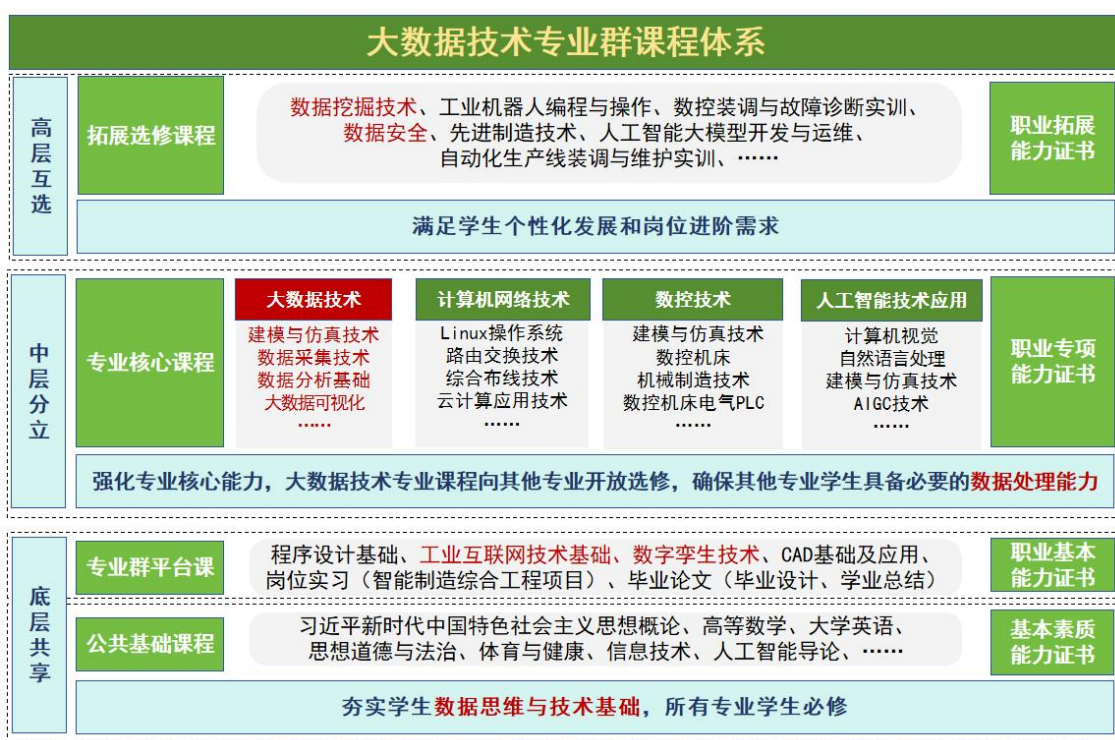 大数据技术专业群课程体系
高层互选
拓展选修课程
数据挖掘技术、工业机器人编程与操作、数控装调与故障诊断实训、
数据安全、先进制造技术、人工智能大模型开发与运维、
自动化生产线装调与维护实训、……
职业拓展
能力证书
满足学生个性化发展和岗位进阶需求
中层分立
专业核心课程
大数据技术
建模与仿真技术
数据采集技术
数据分析基础
大数据可视化
……
计算机网络技术
Linux操作系统
路由交换技术
综合布线技术
云计算应用技术
……
数控技术
建模与仿真技术
数控机床
机械制造技术
数控机床电气PLC
……
人工智能技术应用
计算机视觉
自然语言处理
建模与仿真技术
AIGC技术
……
职业专项
能力证书
强化专业核心能力，大数据技术专业课程向其他专业开放选修，确保其他专业学生具备必要的数据处理能力
底层共享
专业群平台课
程序设计基础、工业互联网技术基础、数字孪生技术、CAD基础及应用、
岗位实习（智能制造综合工程项目）、毕业论文（毕业设计、学业总结）
职业基本
能力证书
公共基础课程
习近平新时代中国特色社会主义思想概论、高等数学、大学英语、
思想道德与法治、体育与健康、信息技术、人工智能导论、……
基本素质
能力证书
夯实学生数据思维与技术基础，所有专业学生必修